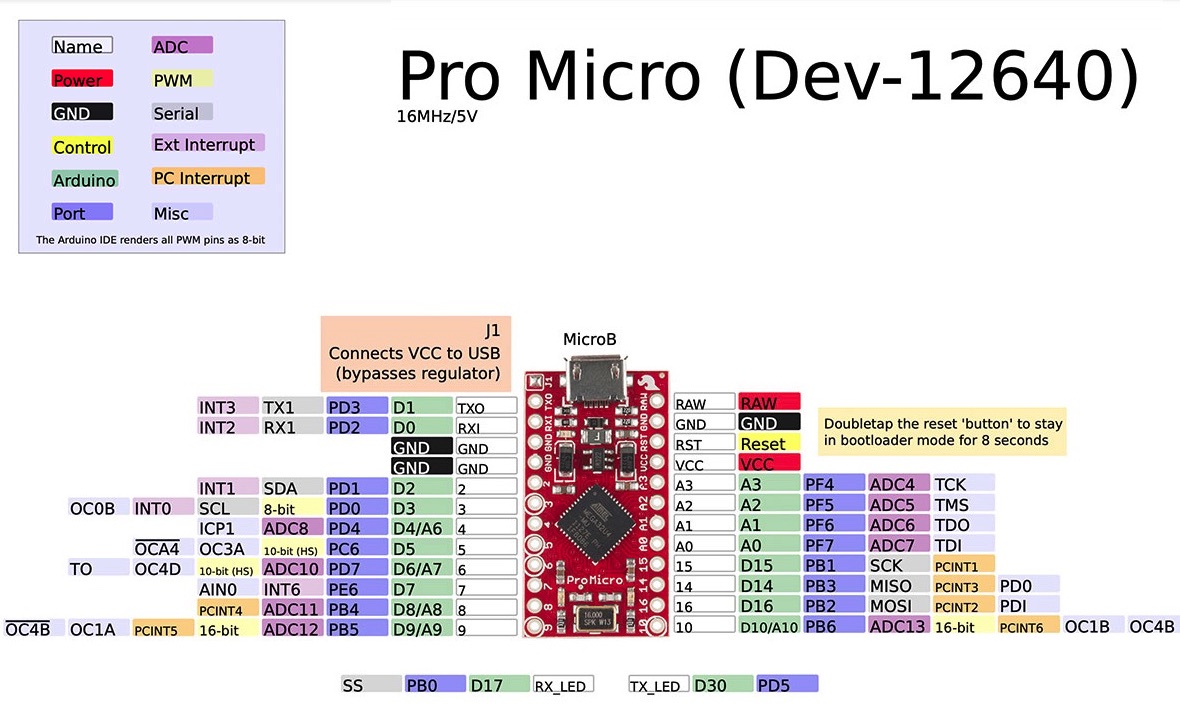 Name ADC
Power PWM
GND Serial
Control Ext Interrupt
Arduino PC Interrupt
Port Misc
The Arduino IDE renders all PWM pins as 8-bit
Pro Micro (Dev-12640)
16MHz/5V
J1
Connects VCC to USB
(bypasses regulator)
MicroB
INT3 TX1 PD3 D1 TXO
INT2 RX1 PD2 D0 RXI
GND GND
GND GND
INT1 SDA PD1 D2 2
OC0B INT0 SCL 8-bit PD0 D3 3
ICP1 ADC8 PD4 D4/A6 4
OCA4 OC3A 10-bit (HS) PC6 D5 5
TO OC4D 10-bit (HS) ADC10 PD7 D6/A7 6
AIN0 INT6 PE6 D7 7
PCINT4 ADC11 PB4 D8/A8 8
OC4B OC1A PCINT5 16-bit ADC12 PB5 D9/A9 9
J1
TXO RAW
RXI GND
GND RST
GND VCC
2 A3
3 A2
4 A1
5 A0
6 15
7 14
8 16
9 10
ProMicro
16.000
SPK W13
RAW RAW
GND GND
RST Reset
VCC VCC
Doubletap the reset 'button' to stay
in bootloader mode for 8 seconds
A3 A3 PF4 ADC4 TCK
A2 A2 PF5 ADC5 TMS
A1 A1 PF6 ADC6 TDO
A0 A0 PF7 ADC7 TDI
15 D15 PB1 SCK PCINT1
14 D14 PB3 MISO PCINT3 PD0
16 D16 PB2 MOSI PCINT2 PDI
10 D10/A10 PB6 ADC13 16-bit PCINT6 OC1B OC4B
SS PB0 D17 RX_LED
TX_LED D30 PD5